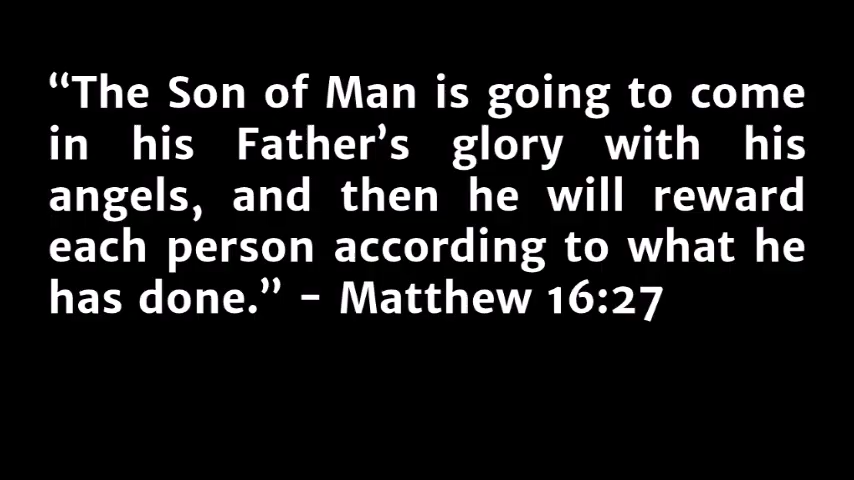 “The Son of Man is going to come
in his Father’s glory with his
angels, and then he will reward
each person according to what he
has done.” - Matthew 16:27